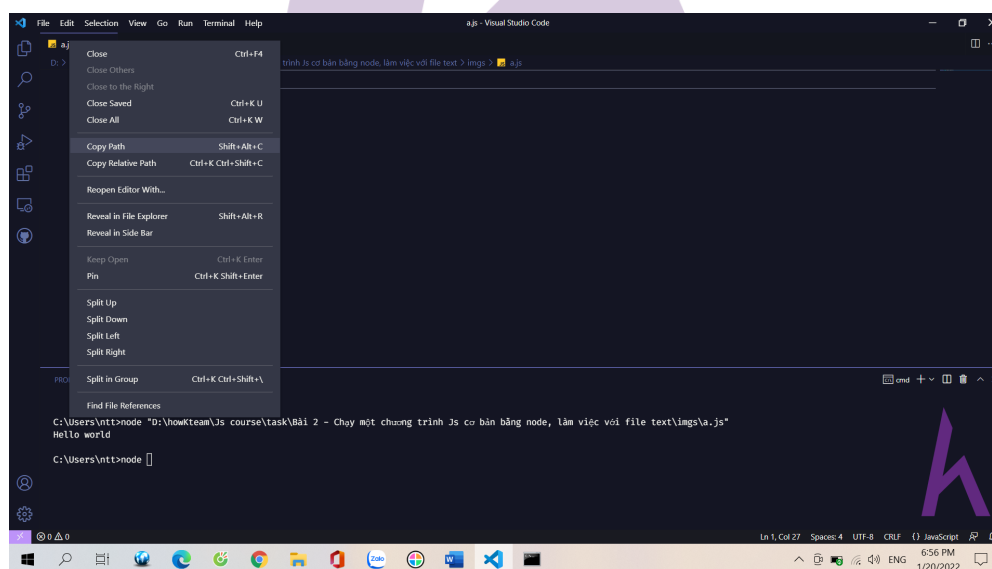 File Edit Selection View Go Run Terminal Help
a.js - Visual Studio Code
a.j
D: >
trình Js cơ bản bằng node, làm việc với file text > imgs > a.js
Close Ctrl+F4
Close Others
Close to the Right
Close Saved Ctrl+K U
Close All Ctrl+K W
Copy Path Shift+Alt+C
Copy Relative Path Ctrl+K Ctrl+Shift+C
Reopen Editor With...
Reveal in File Explorer Shift+Alt+R
Reveal in Side Bar
Keep Open Ctrl+K Enter
Pin Ctrl+K Shift+Enter
Split Up
Split Down
Split Left
Split Right
Split in Group Ctrl+K Ctrl+Shift+\
Find File References
PRO
cmd
C:\Users\ntt>node "D:\howKteam\Js course\task\Bài 2 - Chạy một chương trình Js cơ bản bằng node, làm việc với file text\imgs\a.js"
Hello world
C:\Users\ntt>node
0 0
Ln 1, Col 27 Spaces: 4 UTF-8 CRLF {} JavaScript
Zalo
ENG
6:56 PM
1/20/2022